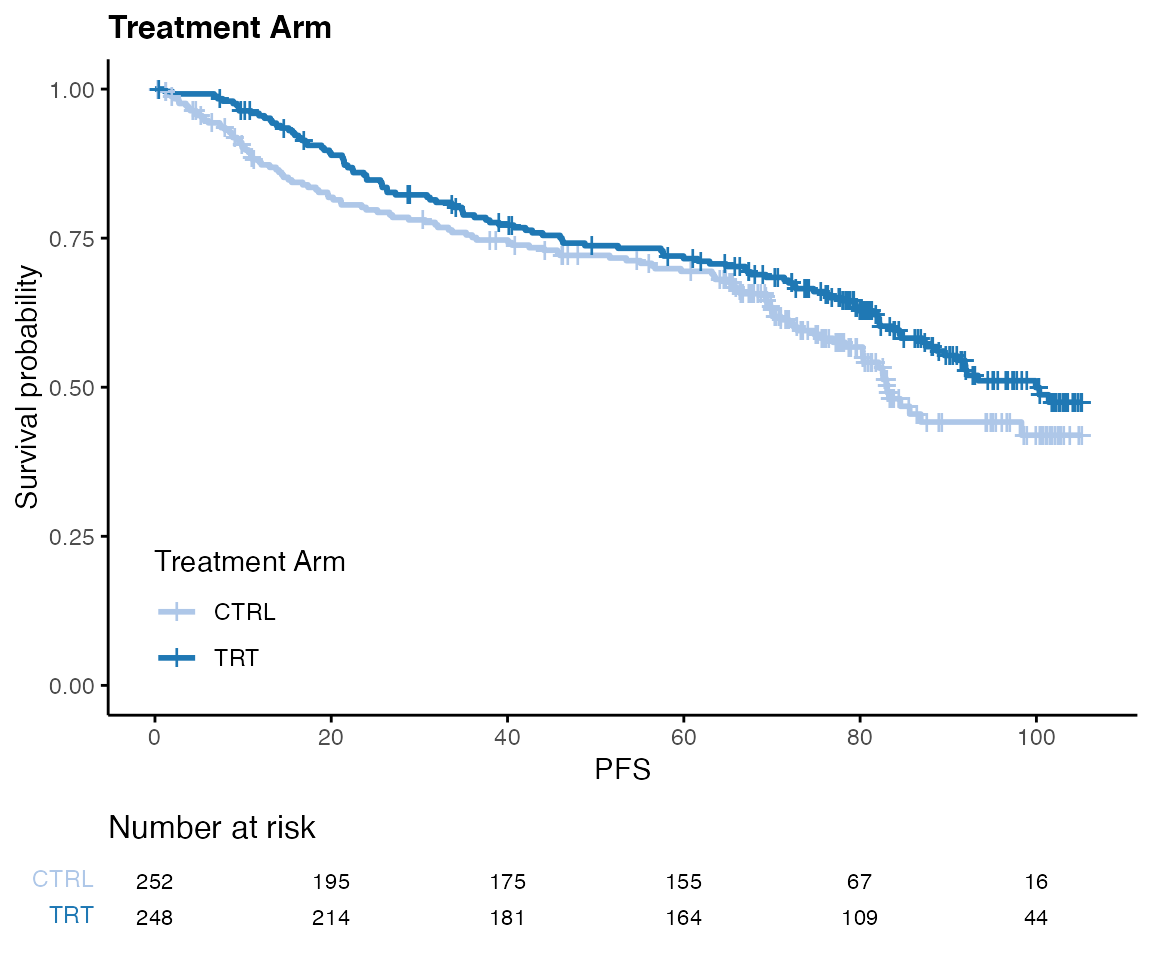 Treatment Arm
1.00
0.75
0.50
0.25
0.00
Survival probability
Treatment Arm
CTRL
TRT
0 20 40 60 80 100
PFS
Number at risk
CTRL 252 195 175 155 67 16
TRT 248 214 181 164 109 44